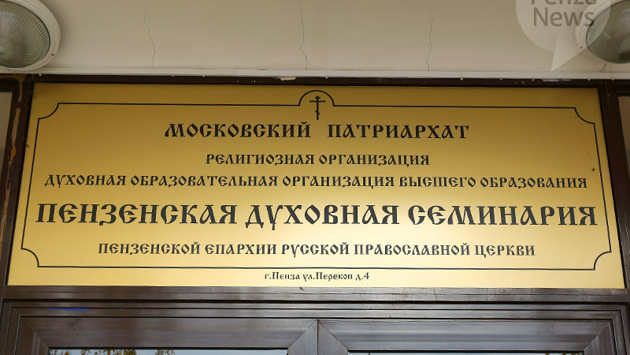 Penza
News
МОСКОВСКИЙ ПАТРИАРХАТ
РЕЛИГИОЗНАЯ ОРГАНИЗАЦИЯ
ДУХОВНАЯ ОБРАЗОВАТЕЛЬНАЯ ОРГАНИЗАЦИЯ ВЫСШЕГО ОБРАЗОВАНИЯ
ПЕНЗЕНСКАЯ ДУХОВНАЯ СЕМИНАРИЯ
ПЕНЗЕНСКОЙ ЕПАРХИИ РУССКОЙ ПРАВОСЛАВНОЙ ЦЕРКВИ
г.Пенза ул.Перекоп д.4